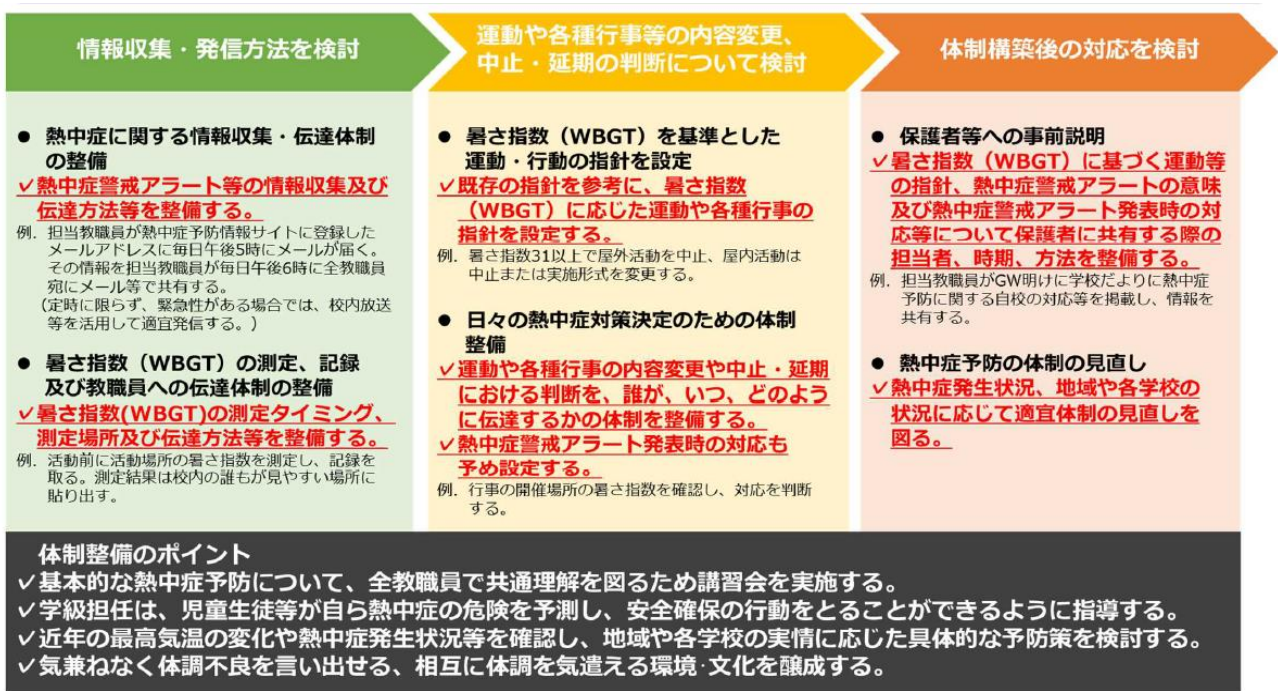 情報収集・発信方法を検討
● 熱中症に関する情報収集・伝達体制
の整備
✓熱中症警戒アラート等の情報収集及び
伝達方法等を整備する。
例．担当教職員が熱中症予防情報サイトに登録した
メールアドレスに毎日午後5時にメールが届く。
その情報を担当教職員が毎日午後6時に全教職員
宛にメール等で共有する。
（定時に限らず、緊急性がある場合では、校内放送
等を活用して適宜発信する。）
● 暑さ指数（WBGT）の測定、記録
及び教職員への伝達体制の整備
✓暑さ指数(WBGT)の測定タイミング、
測定場所及び伝達方法等を整備する。
例．活動前に活動場所の暑さ指数を測定し、記録を
取る。測定結果は校内の誰もが見やすい場所に
貼り出す。
運動や各種行事等の内容変更、
中止・延期の判断について検討
● 暑さ指数（WBGT）を基準とした
運動・行動の指針を設定
✓既存の指針を参考に、暑さ指数
（WBGT）に応じた運動や各種行事の
指針を設定する。
例．暑さ指数31以上で屋外活動を中止、屋内活動は
中止または実施形式を変更する。
● 日々の熱中症対策決定のための体制
整備
✓運動や各種行事の内容変更や中止・延期
における判断を、誰が、いつ、どのよう
に伝達するかの体制を整備する。
✓熱中症警戒アラート発表時の対応も
予め設定する。
例．行事の開催場所の暑さ指数を確認し、対応を判断
する。
体制構築後の対応を検討
● 保護者等への事前説明
✓暑さ指数（WBGT）に基づく運動等
の指針、熱中症警戒アラートの意味
及び熱中症警戒アラート発表時の対
応等について保護者に共有する際の
担当者、時期、方法を整備する。
例．担当教職員がGW明けに学校だよりに熱中症
予防に関する自校の対応等を掲載し、情報を
共有する。
● 熱中症予防の体制の見直し
✓熱中症発生状況、地域や各学校の
状況に応じて適宜体制の見直しを
図る。
体制整備のポイント
✓基本的な熱中症予防について、全教職員で共通理解を図るため講習会を実施する。
✓学級担任は、児童生徒等が自ら熱中症の危険を予測し、安全確保の行動をとることができるように指導する。
✓近年の最高気温の変化や熱中症発生状況等を確認し、地域や各学校の実情に応じた具体的な予防策を検討する。
✓気兼ねなく体調不良を言い出せる、相互に体調を気遣える環境·文化を醸成する。